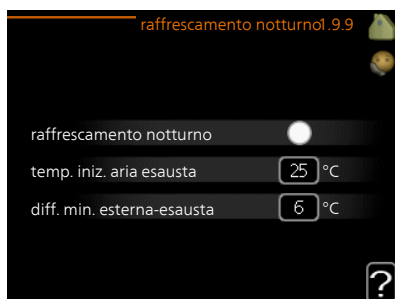 raffrescamento notturno1.9.9
raffrescamento notturno
temp. iniz. aria esausta 25 °C
diff. min. esterna-esausta 6 °C
?